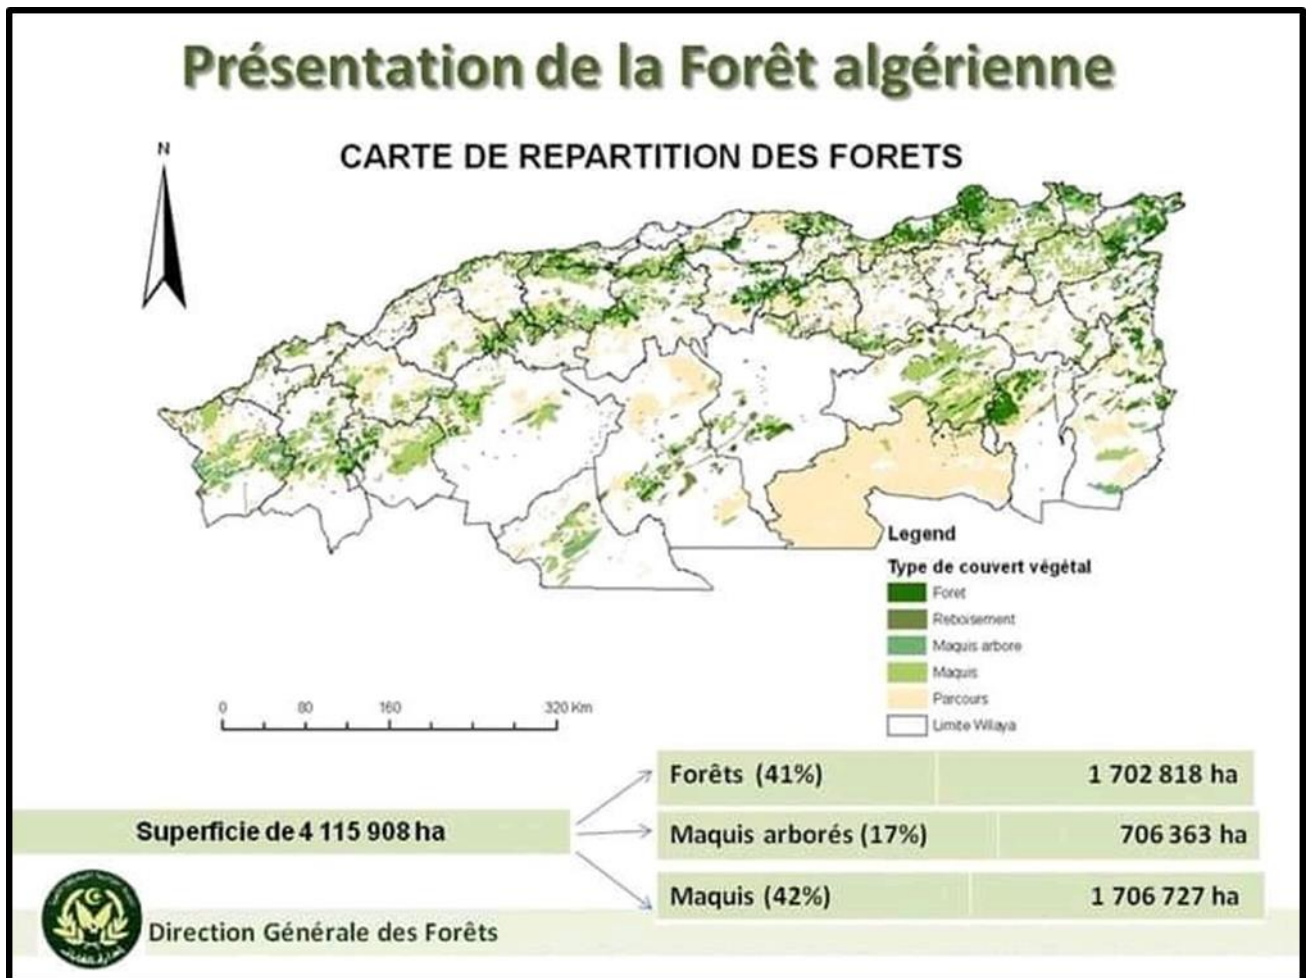 Présentation de la Forêt algérienne
N
CARTE DE REPARTITION DES FORETS
Legend
Type de couvert végétal
Foret
Reboisement
Maquis arbore
Maquis
Parcours
Limite Wilaya
0 80 160 320 Km
Superficie de 4 115 908 ha
Forêts (41%) 1 702 818 ha
Maquis arborés (17%) 706 363 ha
Maquis (42%) 1 706 727 ha
Direction Générale des Forêts